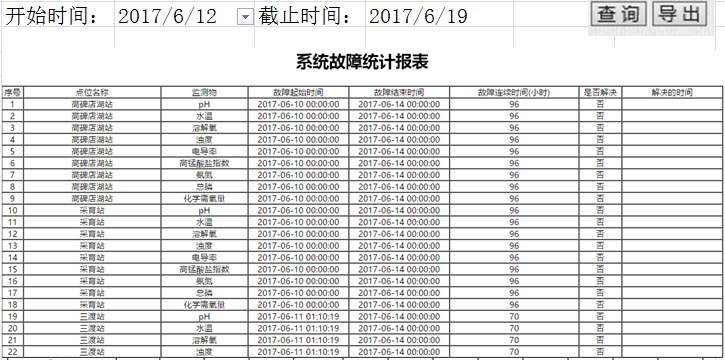 开始时间： 2017/6/12 截止时间： 2017/6/19 查询 导出
系统故障统计报表
序号 点位名称 监测物 故障起始时间 故障结束时间 故障连续时间(小时) 是否解决 解决的时间
1 高碑店湖站 pH 2017-06-10 00:00:00 2017-06-14 00:00:00 96 否
2 高碑店湖站 水温 2017-06-10 00:00:00 2017-06-14 00:00:00 96 否
3 高碑店湖站 溶解氧 2017-06-10 00:00:00 2017-06-14 00:00:00 96 否
4 高碑店湖站 浊度 2017-06-10 00:00:00 2017-06-14 00:00:00 96 否
5 高碑店湖站 电导率 2017-06-10 00:00:00 2017-06-14 00:00:00 96 否
6 高碑店湖站 高锰酸盐指数 2017-06-10 00:00:00 2017-06-14 00:00:00 96 否
7 高碑店湖站 氨氮 2017-06-10 00:00:00 2017-06-14 00:00:00 96 否
8 高碑店湖站 总磷 2017-06-10 00:00:00 2017-06-14 00:00:00 96 否
9 高碑店湖站 化学需氧量 2017-06-10 00:00:00 2017-06-14 00:00:00 96 否
10 采育站 pH 2017-06-10 00:00:00 2017-06-14 00:00:00 96 否
11 采育站 水温 2017-06-10 00:00:00 2017-06-14 00:00:00 96 否
12 采育站 溶解氧 2017-06-10 00:00:00 2017-06-14 00:00:00 96 否
13 采育站 浊度 2017-06-10 00:00:00 2017-06-14 00:00:00 96 否
14 采育站 电导率 2017-06-10 00:00:00 2017-06-14 00:00:00 96 否
15 采育站 高锰酸盐指数 2017-06-10 00:00:00 2017-06-14 00:00:00 96 否
16 采育站 氨氮 2017-06-10 00:00:00 2017-06-14 00:00:00 96 否
17 采育站 总磷 2017-06-10 00:00:00 2017-06-14 00:00:00 96 否
18 采育站 化学需氧量 2017-06-10 00:00:00 2017-06-14 00:00:00 96 否
19 三渡站 pH 2017-06-11 01:10:19 2017-06-14 00:00:00 70 否
20 三渡站 水温 2017-06-11 01:10:19 2017-06-14 00:00:00 70 否
21 三渡站 溶解氧 2017-06-11 01:10:19 2017-06-14 00:00:00 70 否
22 三渡站 浊度 2017-06-11 01:10:19 2017-06-14 00:00:00 70 否